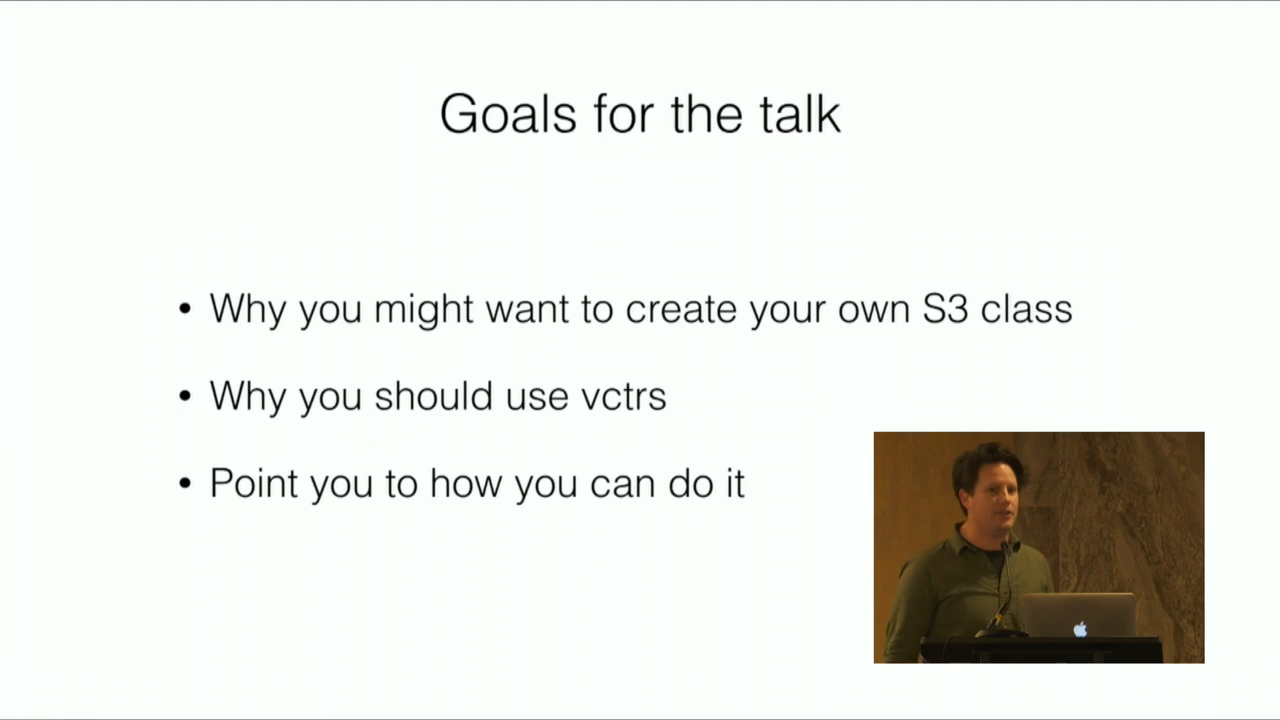 Goals for the talk
• Why you might want to create your own S3 class
• Why you should use vctrs
• Point you to how you can do it